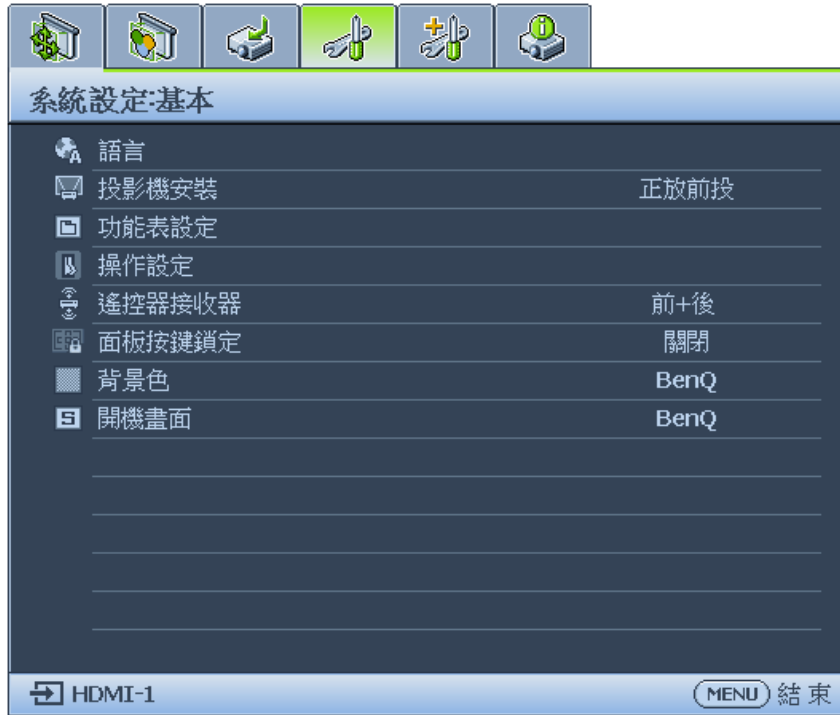 系統設定:基本
語言
投影機安裝 正放前投
功能表設定
操作設定
遙控器接收器 前+後
面板按鍵鎖定 關閉
背景色 BenQ
開機畫面 BenQ
HDMI-1 MENU 結束